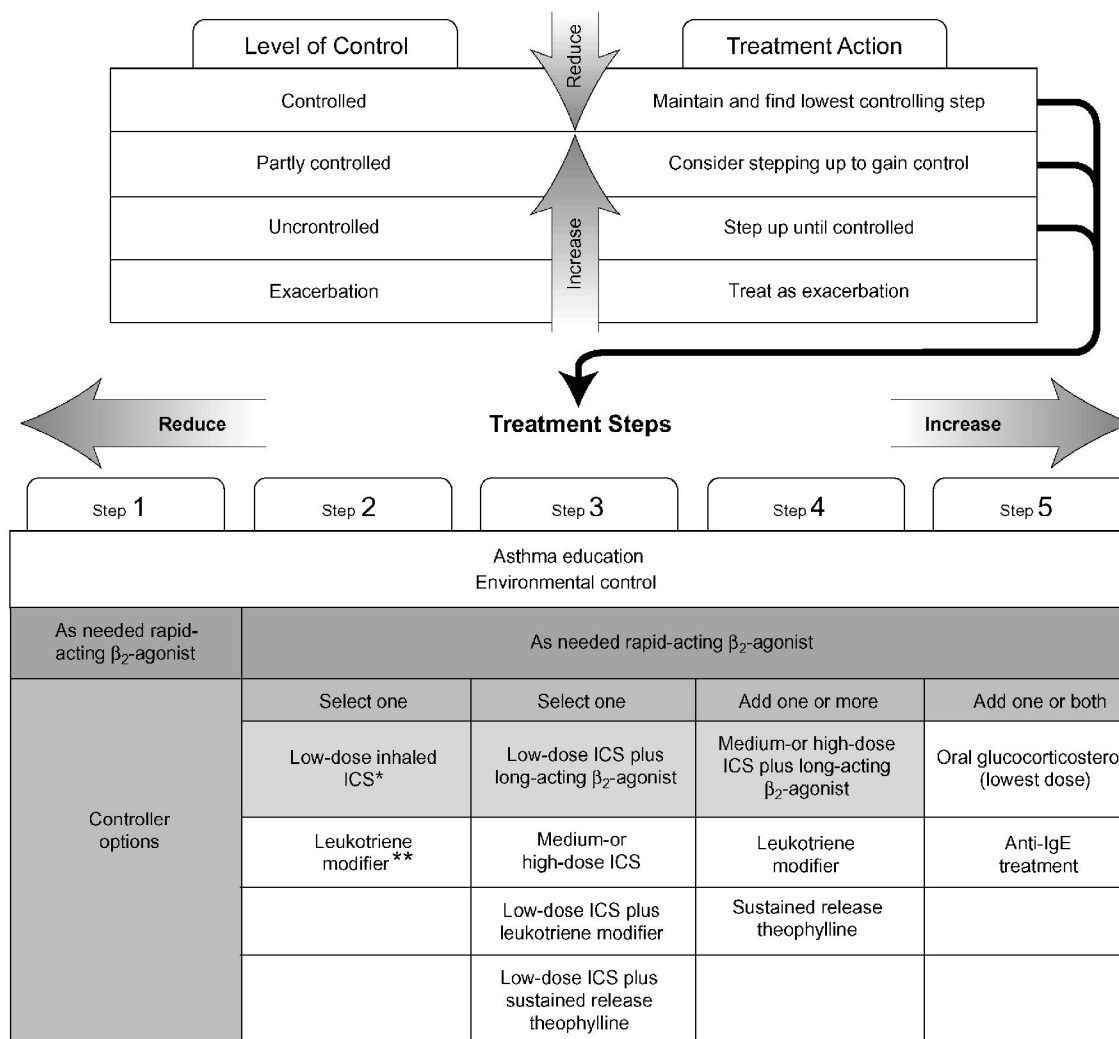 Level of Control
Reduce
Treatment Action
Controlled
Maintain and find lowest controlling step
Partly controlled
Consider stepping up to gain control
Uncrontrolled
Increase
Step up until controlled
Exacerbation
Treat as exacerbation
Reduce
Treatment Steps
Increase
Step 1
Step 2
Step 3
Step 4
Step 5
Asthma education
Environmental control
As needed rapid-
acting β₂-agonist
As needed rapid-acting β₂-agonist
Controller
options
Select one
Select one
Add one or more
Add one or both
Low-dose inhaled
ICS*
Low-dose ICS plus
long-acting β₂-agonist
Medium-or high-dose
ICS plus long-acting
β₂-agonist
Oral glucocorticostero
(lowest dose)
Leukotriene
modifier**
Medium-or
high-dose ICS
Leukotriene
modifier
Anti-IgE
treatment
Low-dose ICS plus
leukotriene modifier
Sustained release
theophylline
Low-dose ICS plus
sustained release
theophylline